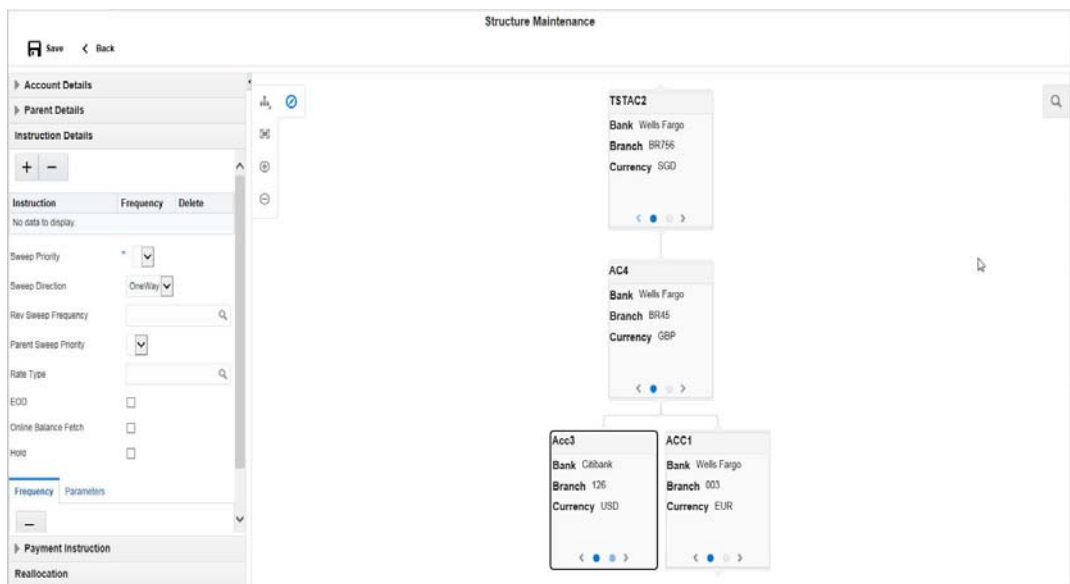 Structure Maintenance
Save Back
Account Details
Parent Details
Instruction Details
Instruction Frequency Delete
No data to display.
Sweep Priority
Sweep Direction OneWay
Rev Sweep Frequency
Parent Sweep Priority
Rate Type
EOD
Online Balance Fetch
Hold
Frequency Parameters
Payment Instruction
Reallocation
TSTAC2
Bank Wells Fargo
Branch BR756
Currency SGD
AC4
Bank Wells Fargo
Branch BR45
Currency GBP
Acc3
Bank Citibank
Branch 126
Currency USD
ACC1
Bank Wells Fargo
Branch 003
Currency EUR